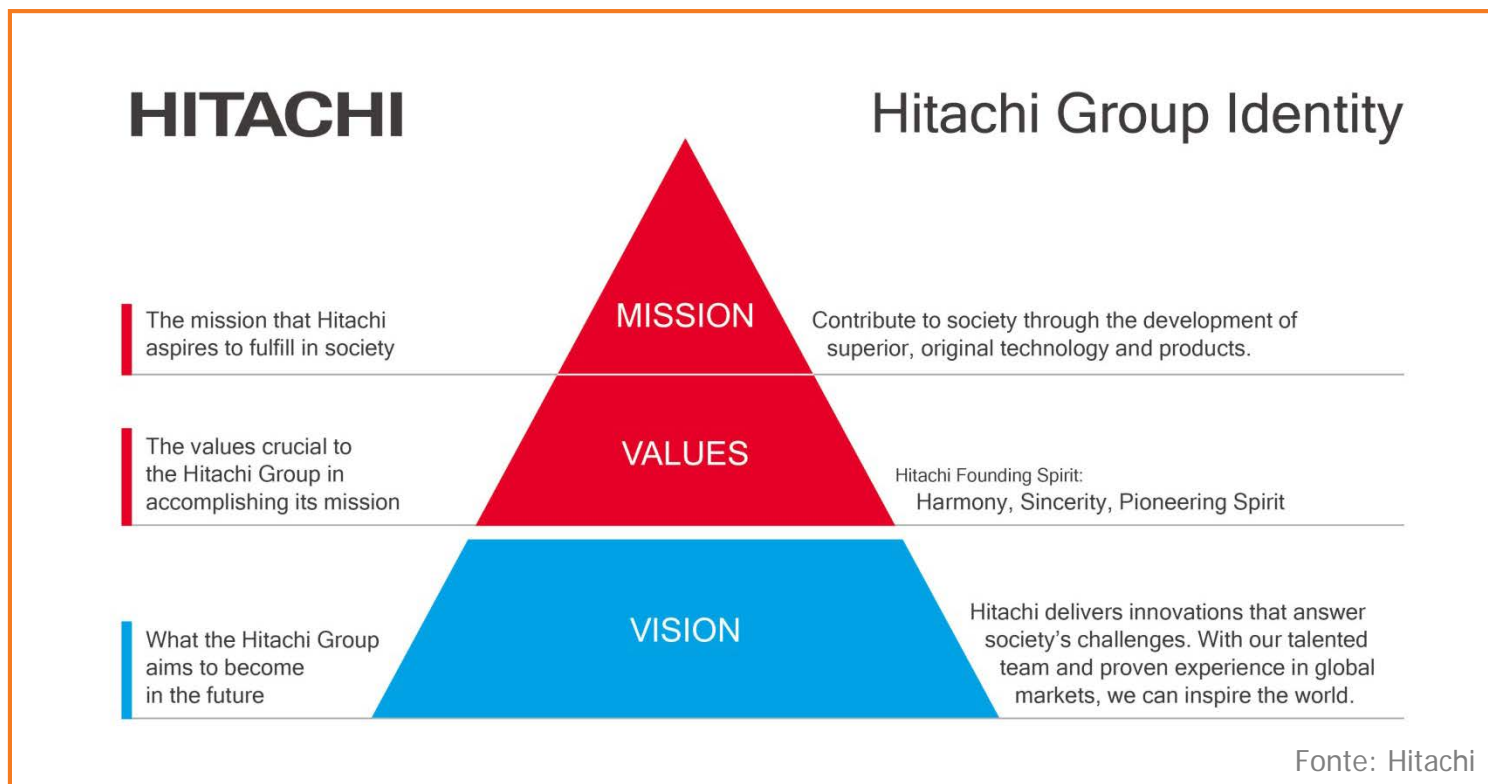 HITACHI
Hitachi Group Identity
The mission that Hitachi
aspires to fulfill in society
MISSION
Contribute to society through the development of
superior, original technology and products.
The values crucial to
the Hitachi Group in
accomplishing its mission
VALUES
Hitachi Founding Spirit:
Harmony, Sincerity, Pioneering Spirit
What the Hitachi Group
aims to become
in the future
VISION
Hitachi delivers innovations that answer
society's challenges. With our talented
team and proven experience in global
markets, we can inspire the world.
Fonte: Hitachi